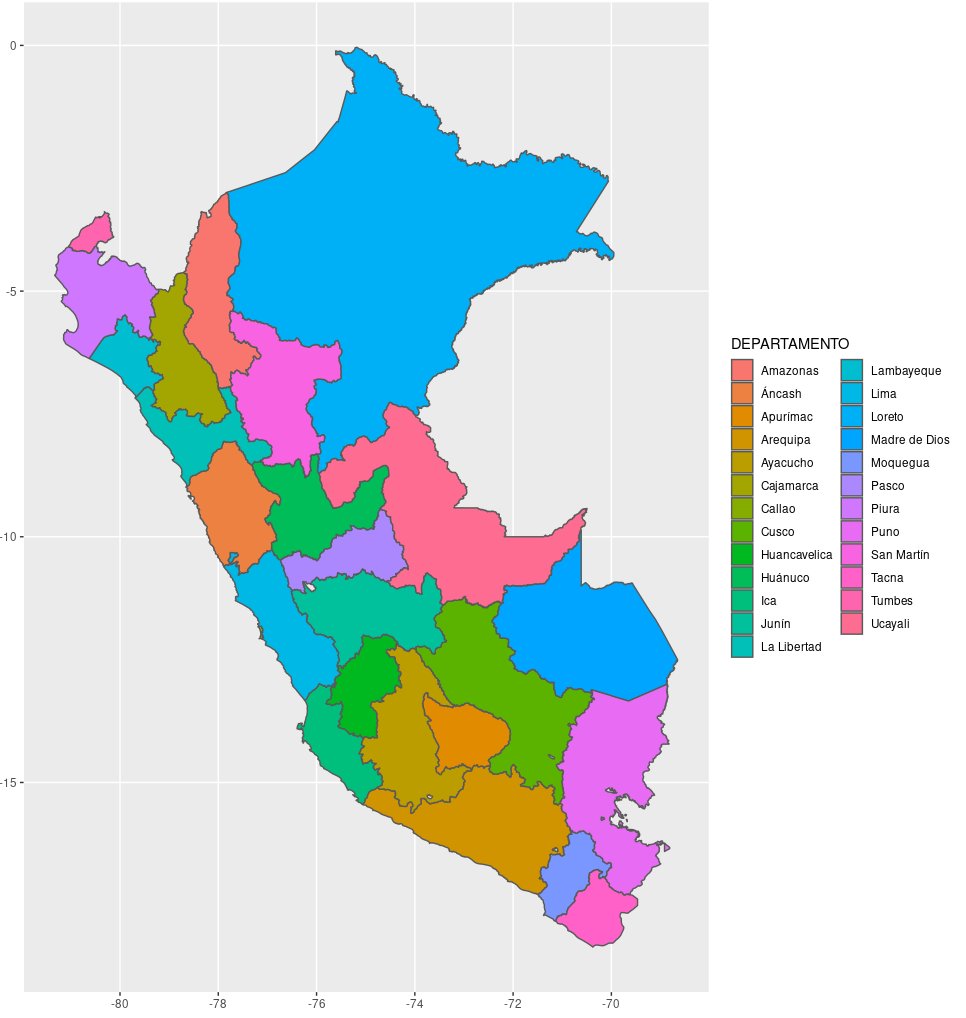 0
-5
-10
-15
-80
-78
-76
-74
-72
-70
DEPARTAMENTO
Amazonas
Áncash
Apurímac
Arequipa
Ayacucho
Cajamarca
Callao
Cusco
Huancavelica
Huánuco
Ica
Junín
La Libertad
Lambayeque
Lima
Loreto
Madre de Dios
Moquegua
Pasco
Piura
Puno
San Martín
Tacna
Tumbes
Ucayali